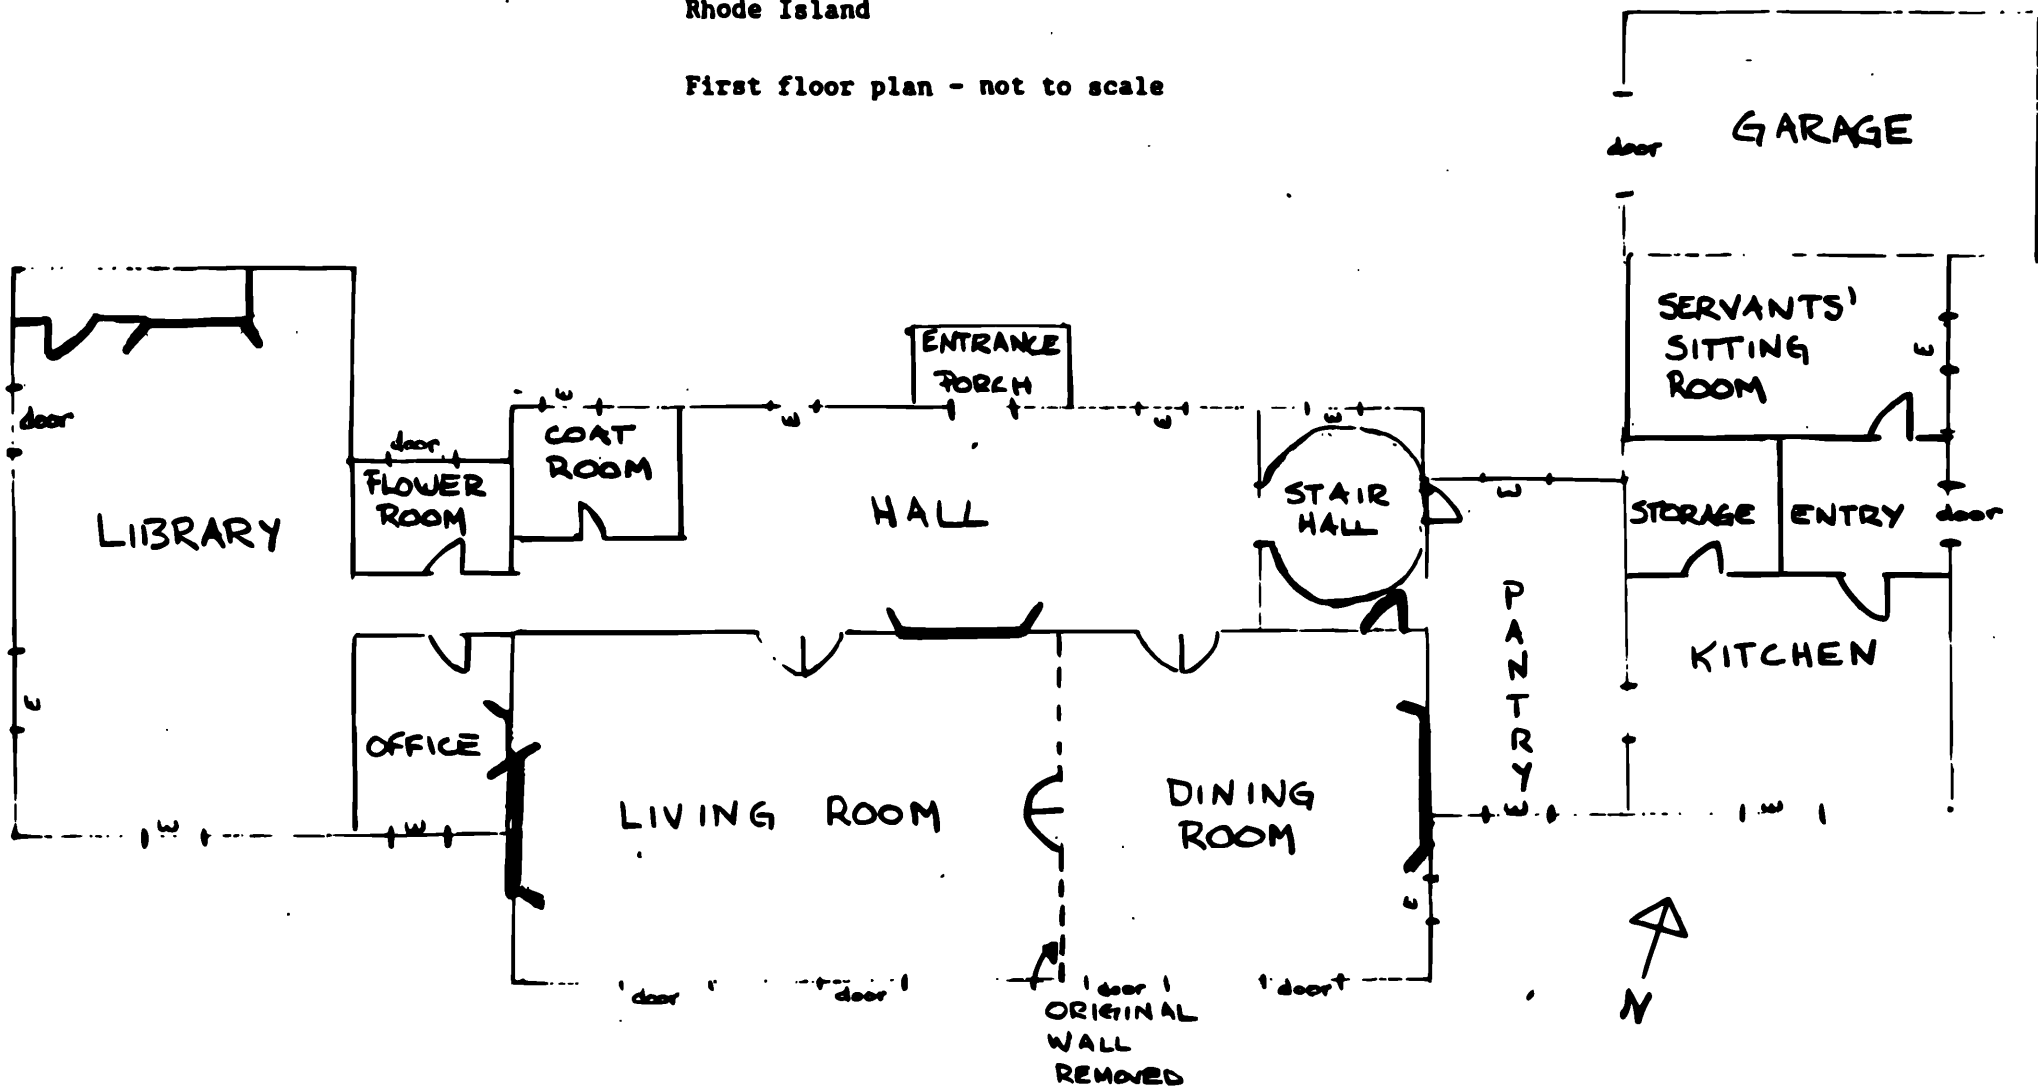 Rhode Island
First floor plan - not to scale
GARAGE
door
SERVANTS'
SITTING
ROOM
W
ENTRANCE
PORCH
W
W
W
W
COAT
ROOM
door
door
FLOWER
ROOM
LIBRARY
HALL
STAIR
HALL
W
STORAGE
ENTRY
door
PANTRY
KITCHEN
W
OFFICE
LIVING ROOM
DINING
ROOM
W
W
W
W
W
door
door
door
door
ORIGINAL
WALL
REMOVED
N